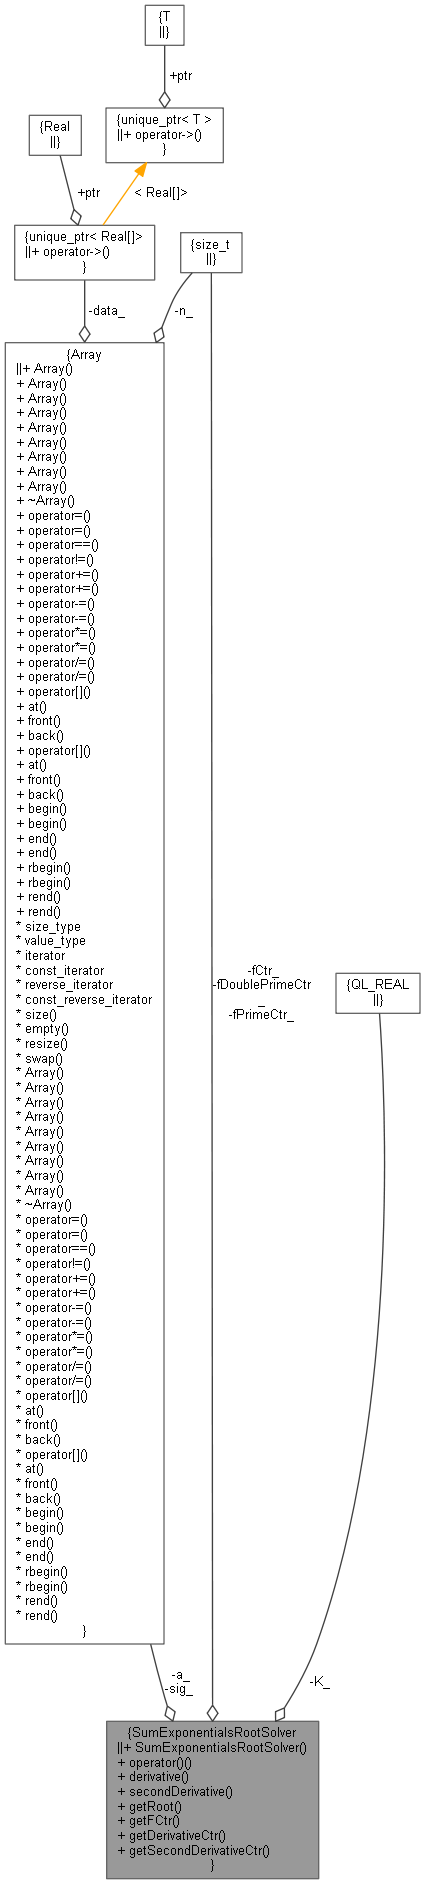 {T
||}
+ptr
{unique_ptr< T >
||+ operator->()
}
{Real
||}
+ptr
< Real[]>
{unique_ptr< Real[]>
||+ operator->()
}
{size_t
||}
-data_
-n_
{Array
||+ Array()
+ Array()
+ Array()
+ Array()
+ Array()
+ Array()
+ Array()
+ Array()
+ Array()
+ ~Array()
+ operator=()
+ operator=()
+ operator==()
+ operator!=()
+ operator+=()
+ operator+=()
+ operator-=()
+ operator-=()
+ operator*=()
+ operator*=()
+ operator/=()
+ operator/=()
+ operator[]()
+ at()
+ front()
+ back()
+ operator[]()
+ at()
+ front()
+ back()
+ begin()
+ begin()
+ end()
+ end()
+ rbegin()
+ rbegin()
+ rend()
+ rend()
* size_type
* value_type
* iterator
* const_iterator
* reverse_iterator
* const_reverse_iterator
* size()
* empty()
* resize()
* swap()
* Array()
* Array()
* Array()
* Array()
* Array()
* Array()
* Array()
* Array()
* Array()
* ~Array()
* operator=()
* operator=()
* operator==()
* operator!=()
* operator+=()
* operator+=()
* operator-=()
* operator-=()
* operator*=()
* operator*=()
* operator/=()
* operator/=()
* operator[]()
* at()
* front()
* back()
* operator[]()
* at()
* front()
* back()
* begin()
* begin()
* end()
* end()
* rbegin()
* rbegin()
* rend()
* rend()
}
-fCtr_
-fDoublePrimeCtr
_
-fPrimeCtr_
{QL_REAL
||}
-a_
-sig_
-K_
{SumExponentialsRootSolver
||+ SumExponentialsRootSolver()
+ operator()()
+ derivative()
+ secondDerivative()
+ getRoot()
+ getFCtr()
+ getDerivativeCtr()
+ getSecondDerivativeCtr()
}